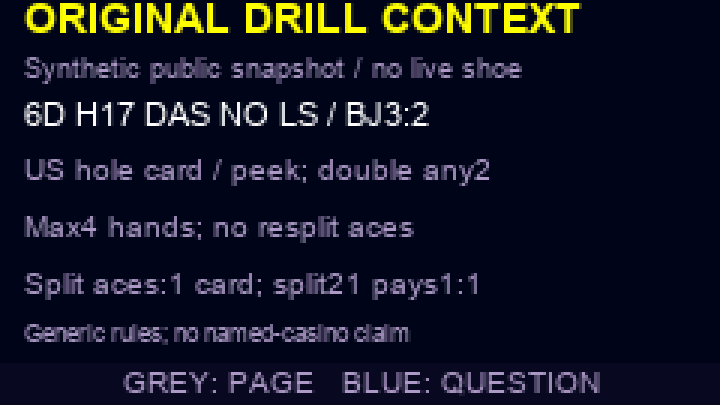 ORIGINAL DRILL CONTEXT
Synthetic public snapshot / no live shoe
6D H17 DAS NO LS / BJ3:2
US hole card / peek; double any2
Max4 hands; no resplit aces
Split aces:1 card; split21 pays1:1
Generic rules; no named-casino claim
GREY: PAGE BLUE: QUESTION